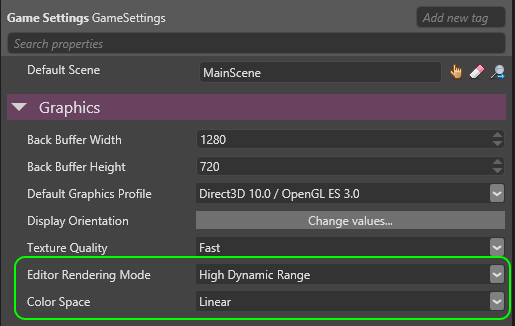 Game Settings GameSettings Add new tag
Search properties
Default Scene MainScene
Graphics
Back Buffer Width 1280
Back Buffer Height 720
Default Graphics Profile Direct3D 10.0 / OpenGL ES 3.0
Display Orientation Change values...
Texture Quality Fast
Editor Rendering Mode High Dynamic Range
Color Space Linear